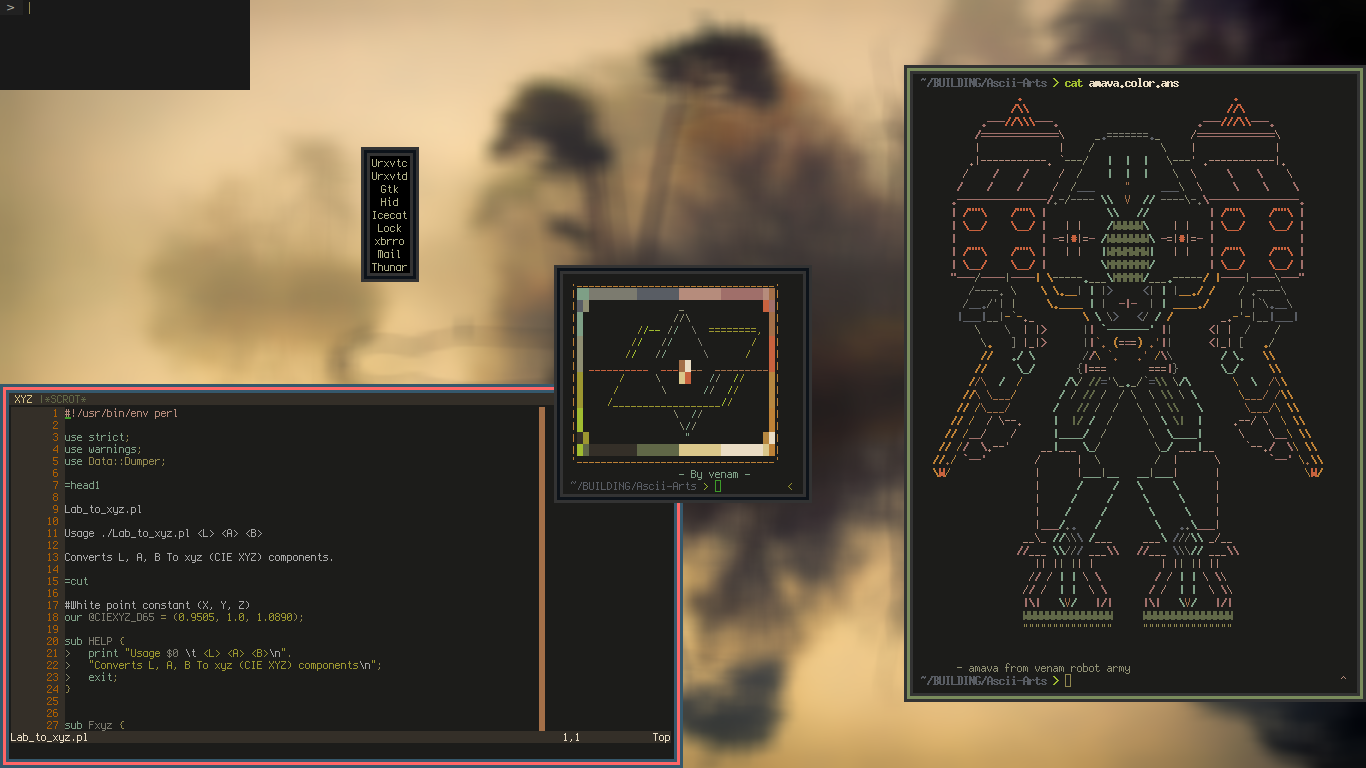 >
Urxvtc
Urxvtd
Gtk
Hid
Icecat
Lock
xbrro
Mail
Thunar
- By venam -
~/BUILDING/Ascii-Arts > <
XYZ |*SCROT*
1 #!/usr/bin/env perl
2
3 use strict;
4 use warnings;
5 use Data::Dumper;
6
7 =head1
8
9 Lab_to_xyz.pl
10
11 Usage ./Lab_to_xyz.pl <L> <A> <B>
12
13 Converts L, A, B To xyz (CIE XYZ) components.
14
15 =cut
16
17 #White point constant (X, Y, Z)
18 our @CIEXYZ_D65 = (0.9505, 1.0, 1.0890);
19
20 sub HELP {
21 > print "Usage $0 \t <L> <A> <B>\n".
22 > "Converts L, A, B To xyz (CIE XYZ) components\n";
23 > exit;
24 }
25
26
27 sub Fxyz {
Lab_to_xyz.pl 1,1 Top
~/BUILDING/Ascii-Arts > cat amava.color.ans
- amava from venam robot army
~/BUILDING/Ascii-Arts > ^